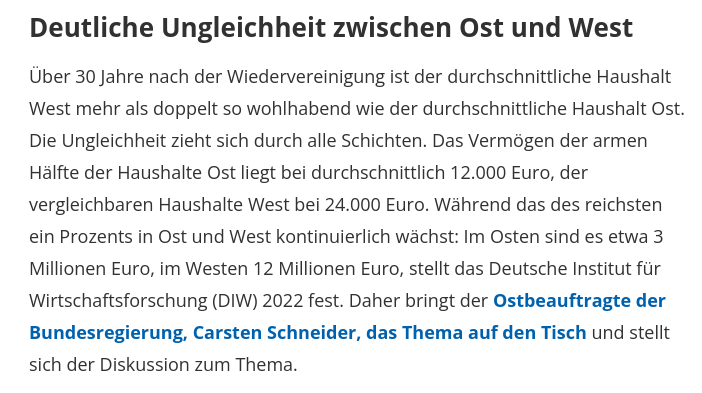 Deutliche Ungleichheit zwischen Ost und West
Über 30 Jahre nach der Wiedervereinigung ist der durchschnittliche Haushalt
West mehr als doppelt so wohlhabend wie der durchschnittliche Haushalt Ost.
Die Ungleichheit zieht sich durch alle Schichten. Das Vermögen der armen
Hälfte der Haushalte Ost liegt bei durchschnittlich 12.000 Euro, der
vergleichbaren Haushalte West bei 24.000 Euro. Während das des reichsten
ein Prozents in Ost und West kontinuierlich wächst: Im Osten sind es etwa 3
Millionen Euro, im Westen 12 Millionen Euro, stellt das Deutsche Institut für
Wirtschaftsforschung (DIW) 2022 fest. Daher bringt der Ostbeauftragte der
Bundesregierung, Carsten Schneider, das Thema auf den Tisch und stellt
sich der Diskussion zum Thema.